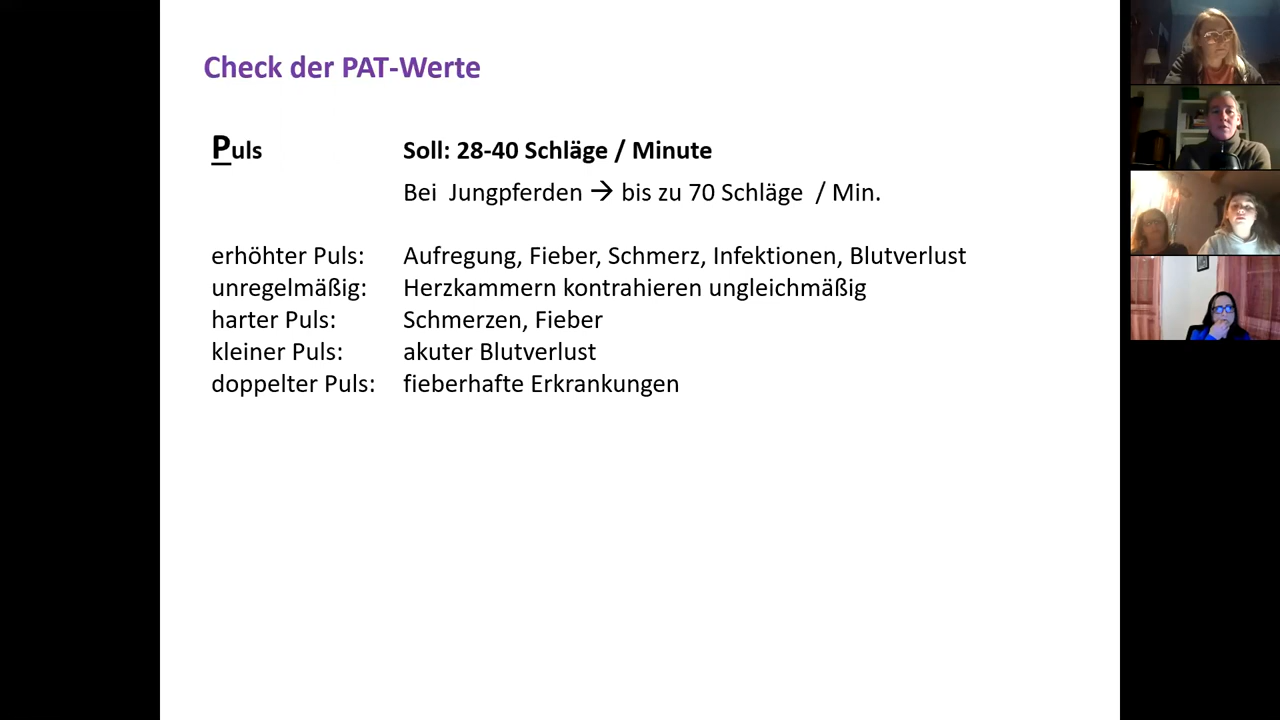 Check der PAT-Werte
Puls Soll: 28-40 Schläge / Minute
Bei Jungpferden → bis zu 70 Schläge / Min.
erhöhter Puls: Aufregung, Fieber, Schmerz, Infektionen, Blutverlust
unregelmäßig: Herzkammern kontrahieren ungleichmäßig
harter Puls: Schmerzen, Fieber
kleiner Puls: akuter Blutverlust
doppelter Puls: fieberhafte Erkrankungen